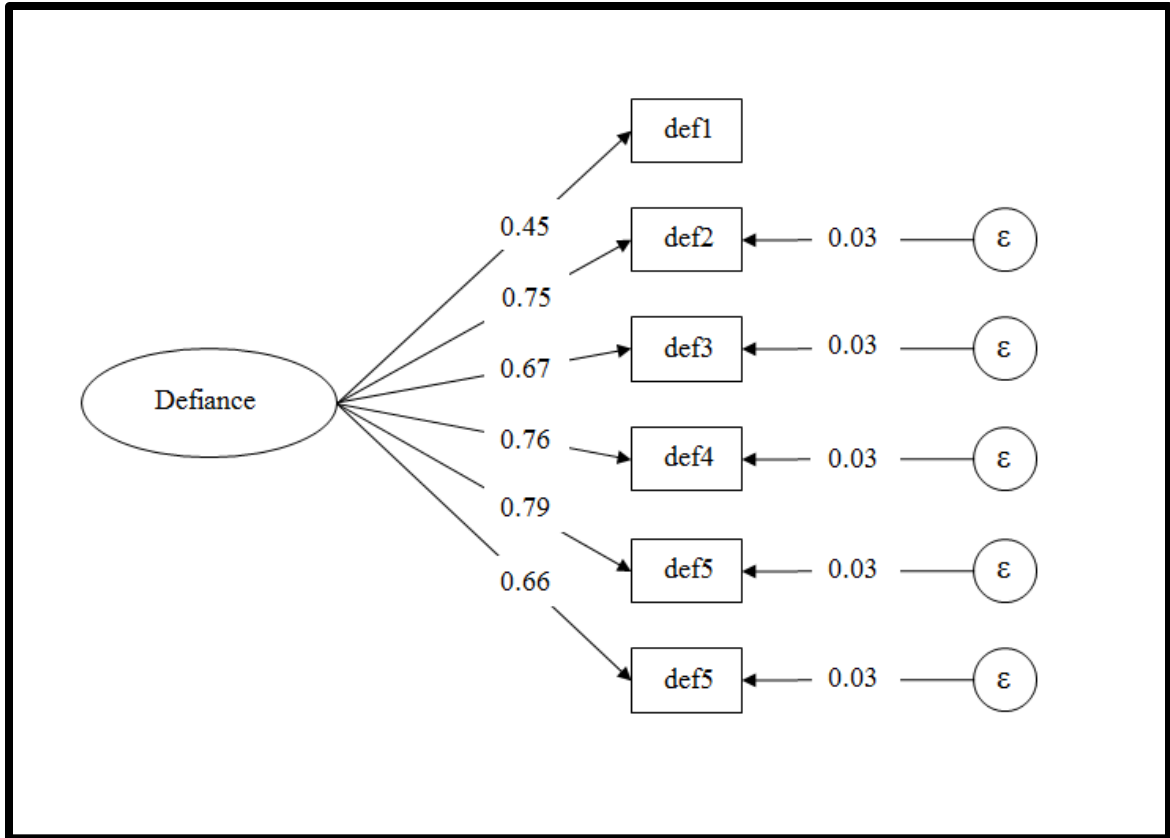 def1
0.45
def2
0.03
ε
0.75
def3
0.03
ε
0.67
Defiance
0.76
def4
0.03
ε
0.79
def5
0.03
ε
0.66
def5
0.03
ε